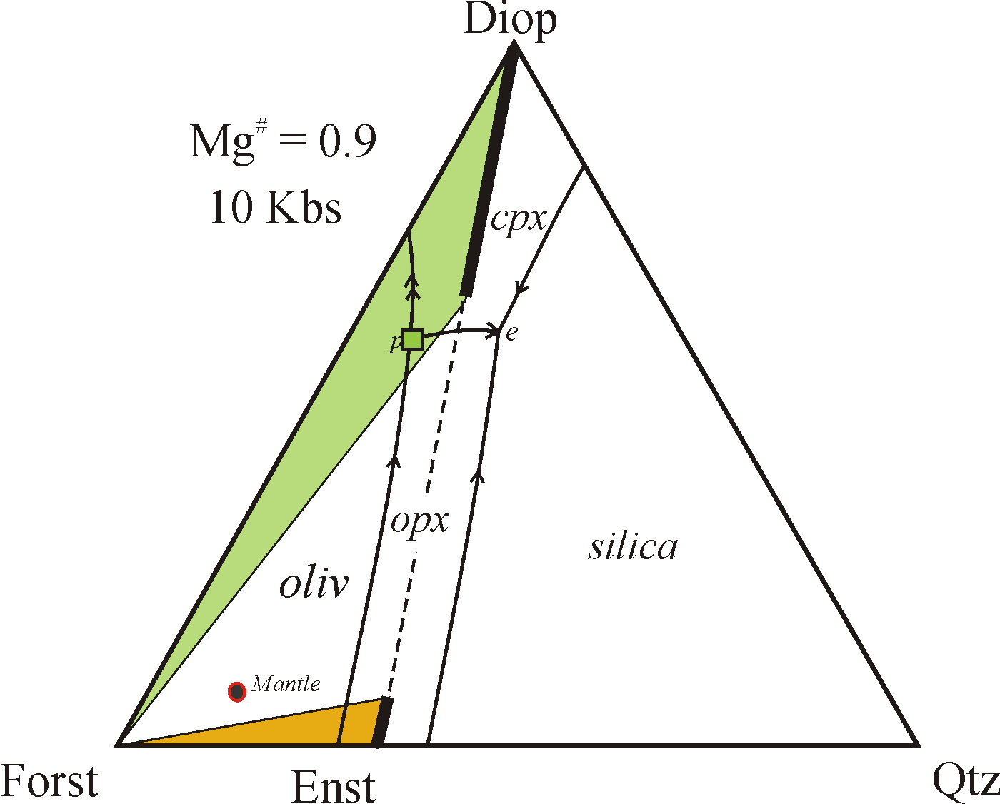 Diop
Mg# = 0.9
10 Kbs
cpx
p
e
opx
silica
oliv
Mantle
Forst
Enst
Qtz